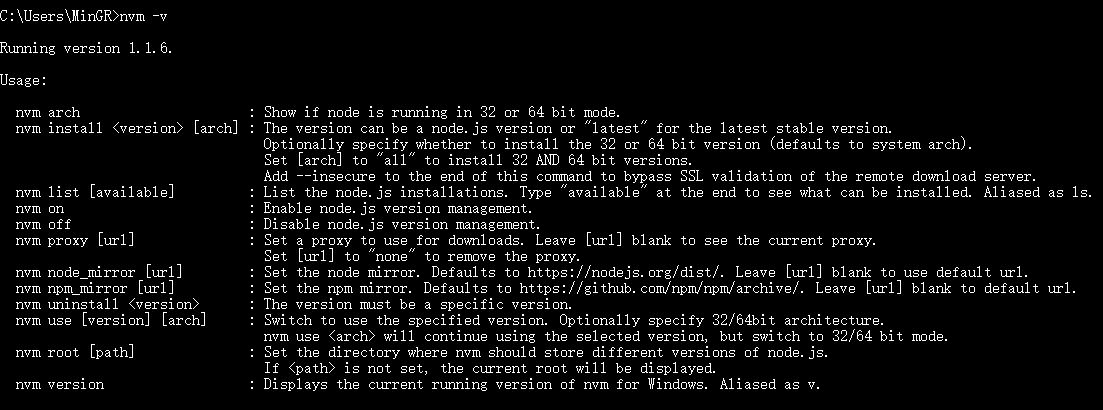 C:\Users\MinGR>nvm -v
Running version 1.1.6.
Usage:
nvm arch : Show if node is running in 32 or 64 bit mode.
nvm install <version> [arch] : The version can be a node.js version or "latest" for the latest stable version.
Optionally specify whether to install the 32 or 64 bit version (defaults to system arch).
Set [arch] to "all" to install 32 AND 64 bit versions.
Add --insecure to the end of this command to bypass SSL validation of the remote download server.
nvm list [available] : List the node.js installations. Type "available" at the end to see what can be installed. Aliased as ls.
nvm on : Enable node.js version management.
nvm off : Disable node.js version management.
nvm proxy [url] : Set a proxy to use for downloads. Leave [url] blank to see the current proxy.
Set [url] to "none" to remove the proxy.
nvm node_mirror [url] : Set the node mirror. Defaults to https://nodejs.org/dist/. Leave [url] blank to use default url.
nvm npm_mirror [url] : Set the npm mirror. Defaults to https://github.com/npm/npm/archive/. Leave [url] blank to default url.
nvm uninstall <version> : The version must be a specific version.
nvm use [version] [arch] : Switch to use the specified version. Optionally specify 32/64bit architecture.
nvm use <arch> will continue using the selected version, but switch to 32/64 bit mode.
nvm root [path] : Set the directory where nvm should store different versions of node.js.
If <path> is not set, the current root will be displayed.
nvm version : Displays the current running version of nvm for Windows. Aliased as v.